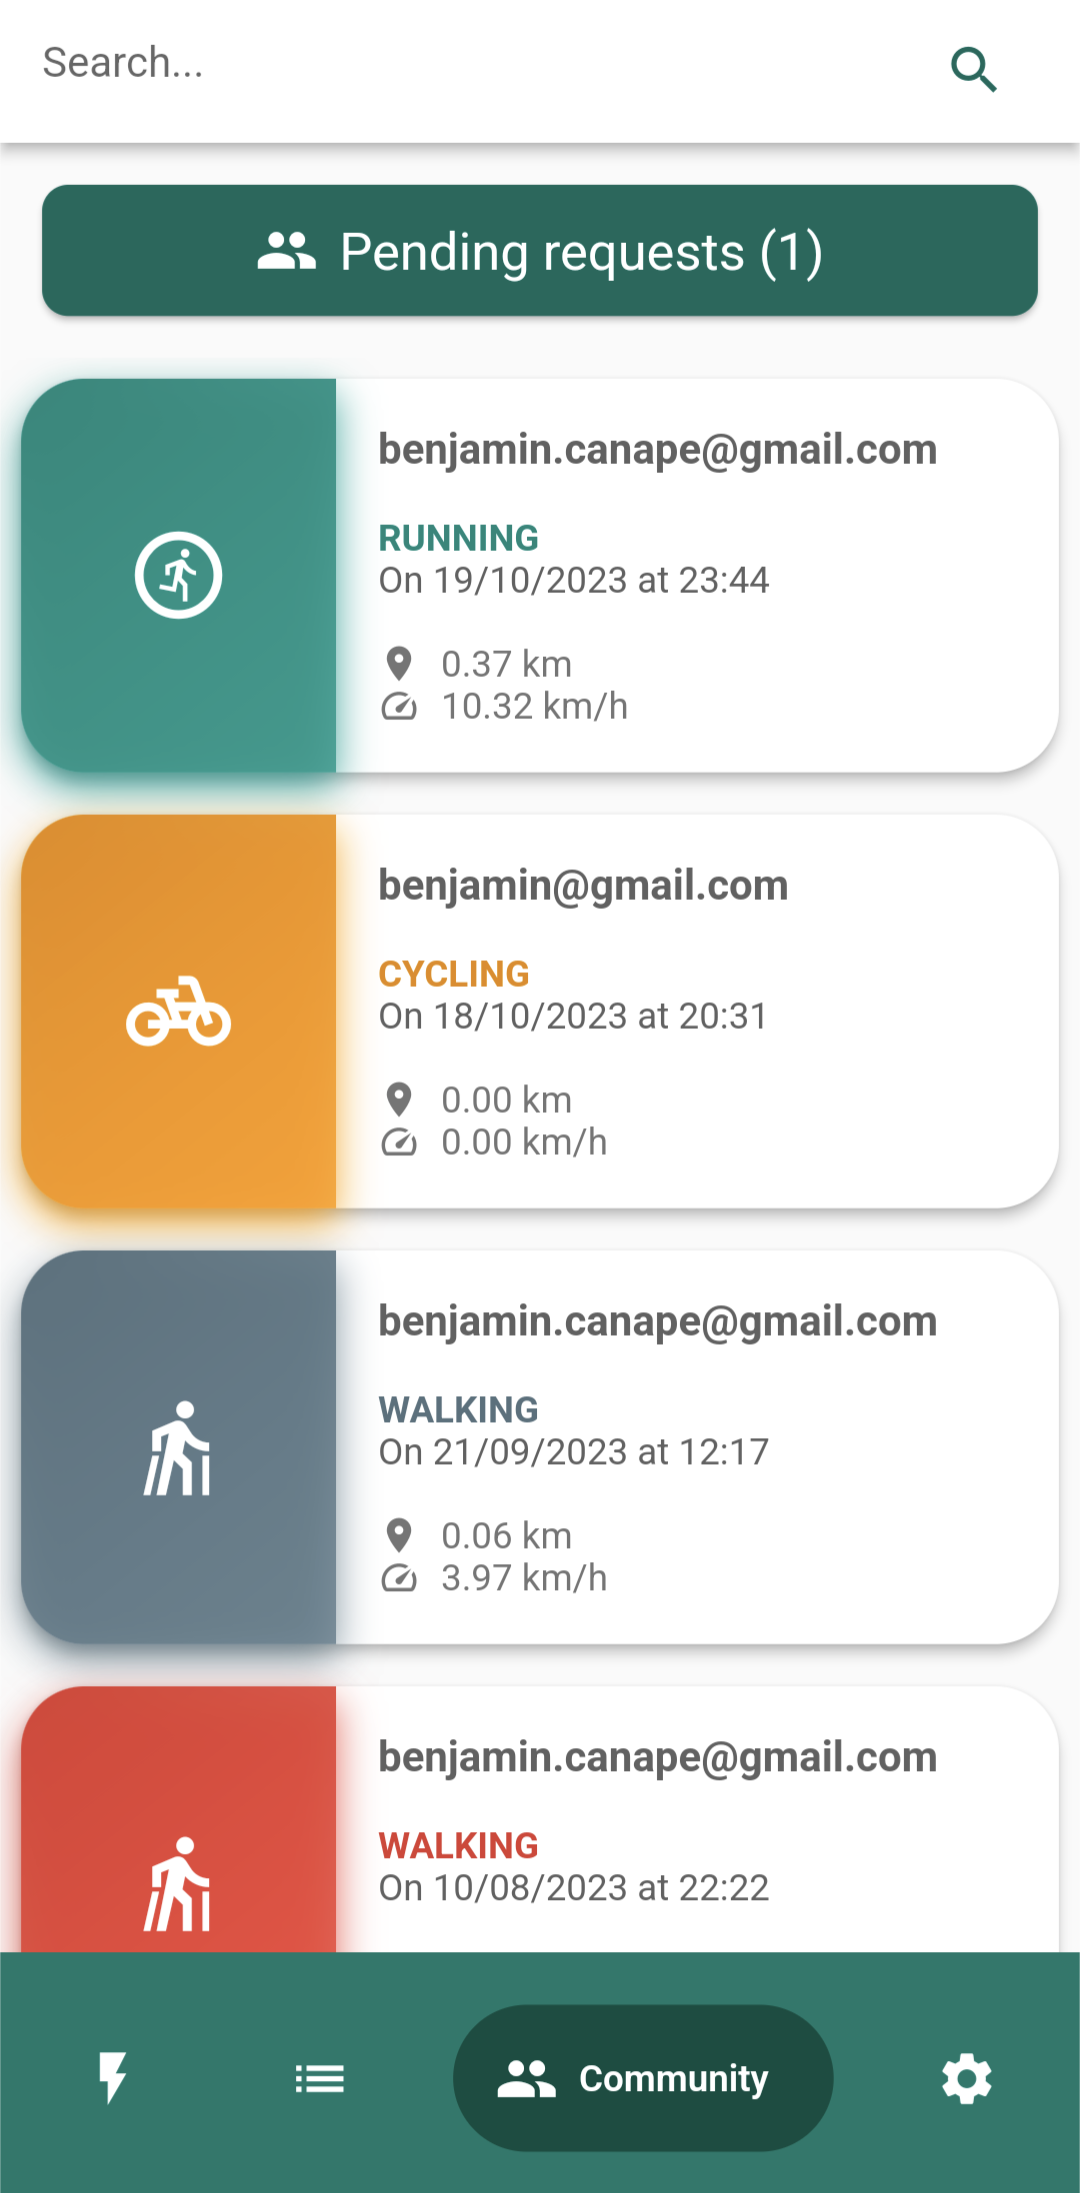 Search...
Pending requests (1)
benjamin.canape@gmail.com
RUNNING
On 19/10/2023 at 23:44
0.37 km
10.32 km/h
benjamin@gmail.com
CYCLING
On 18/10/2023 at 20:31
0.00 km
0.00 km/h
benjamin.canape@gmail.com
WALKING
On 21/09/2023 at 12:17
0.06 km
3.97 km/h
benjamin.canape@gmail.com
WALKING
On 10/08/2023 at 22:22
Community